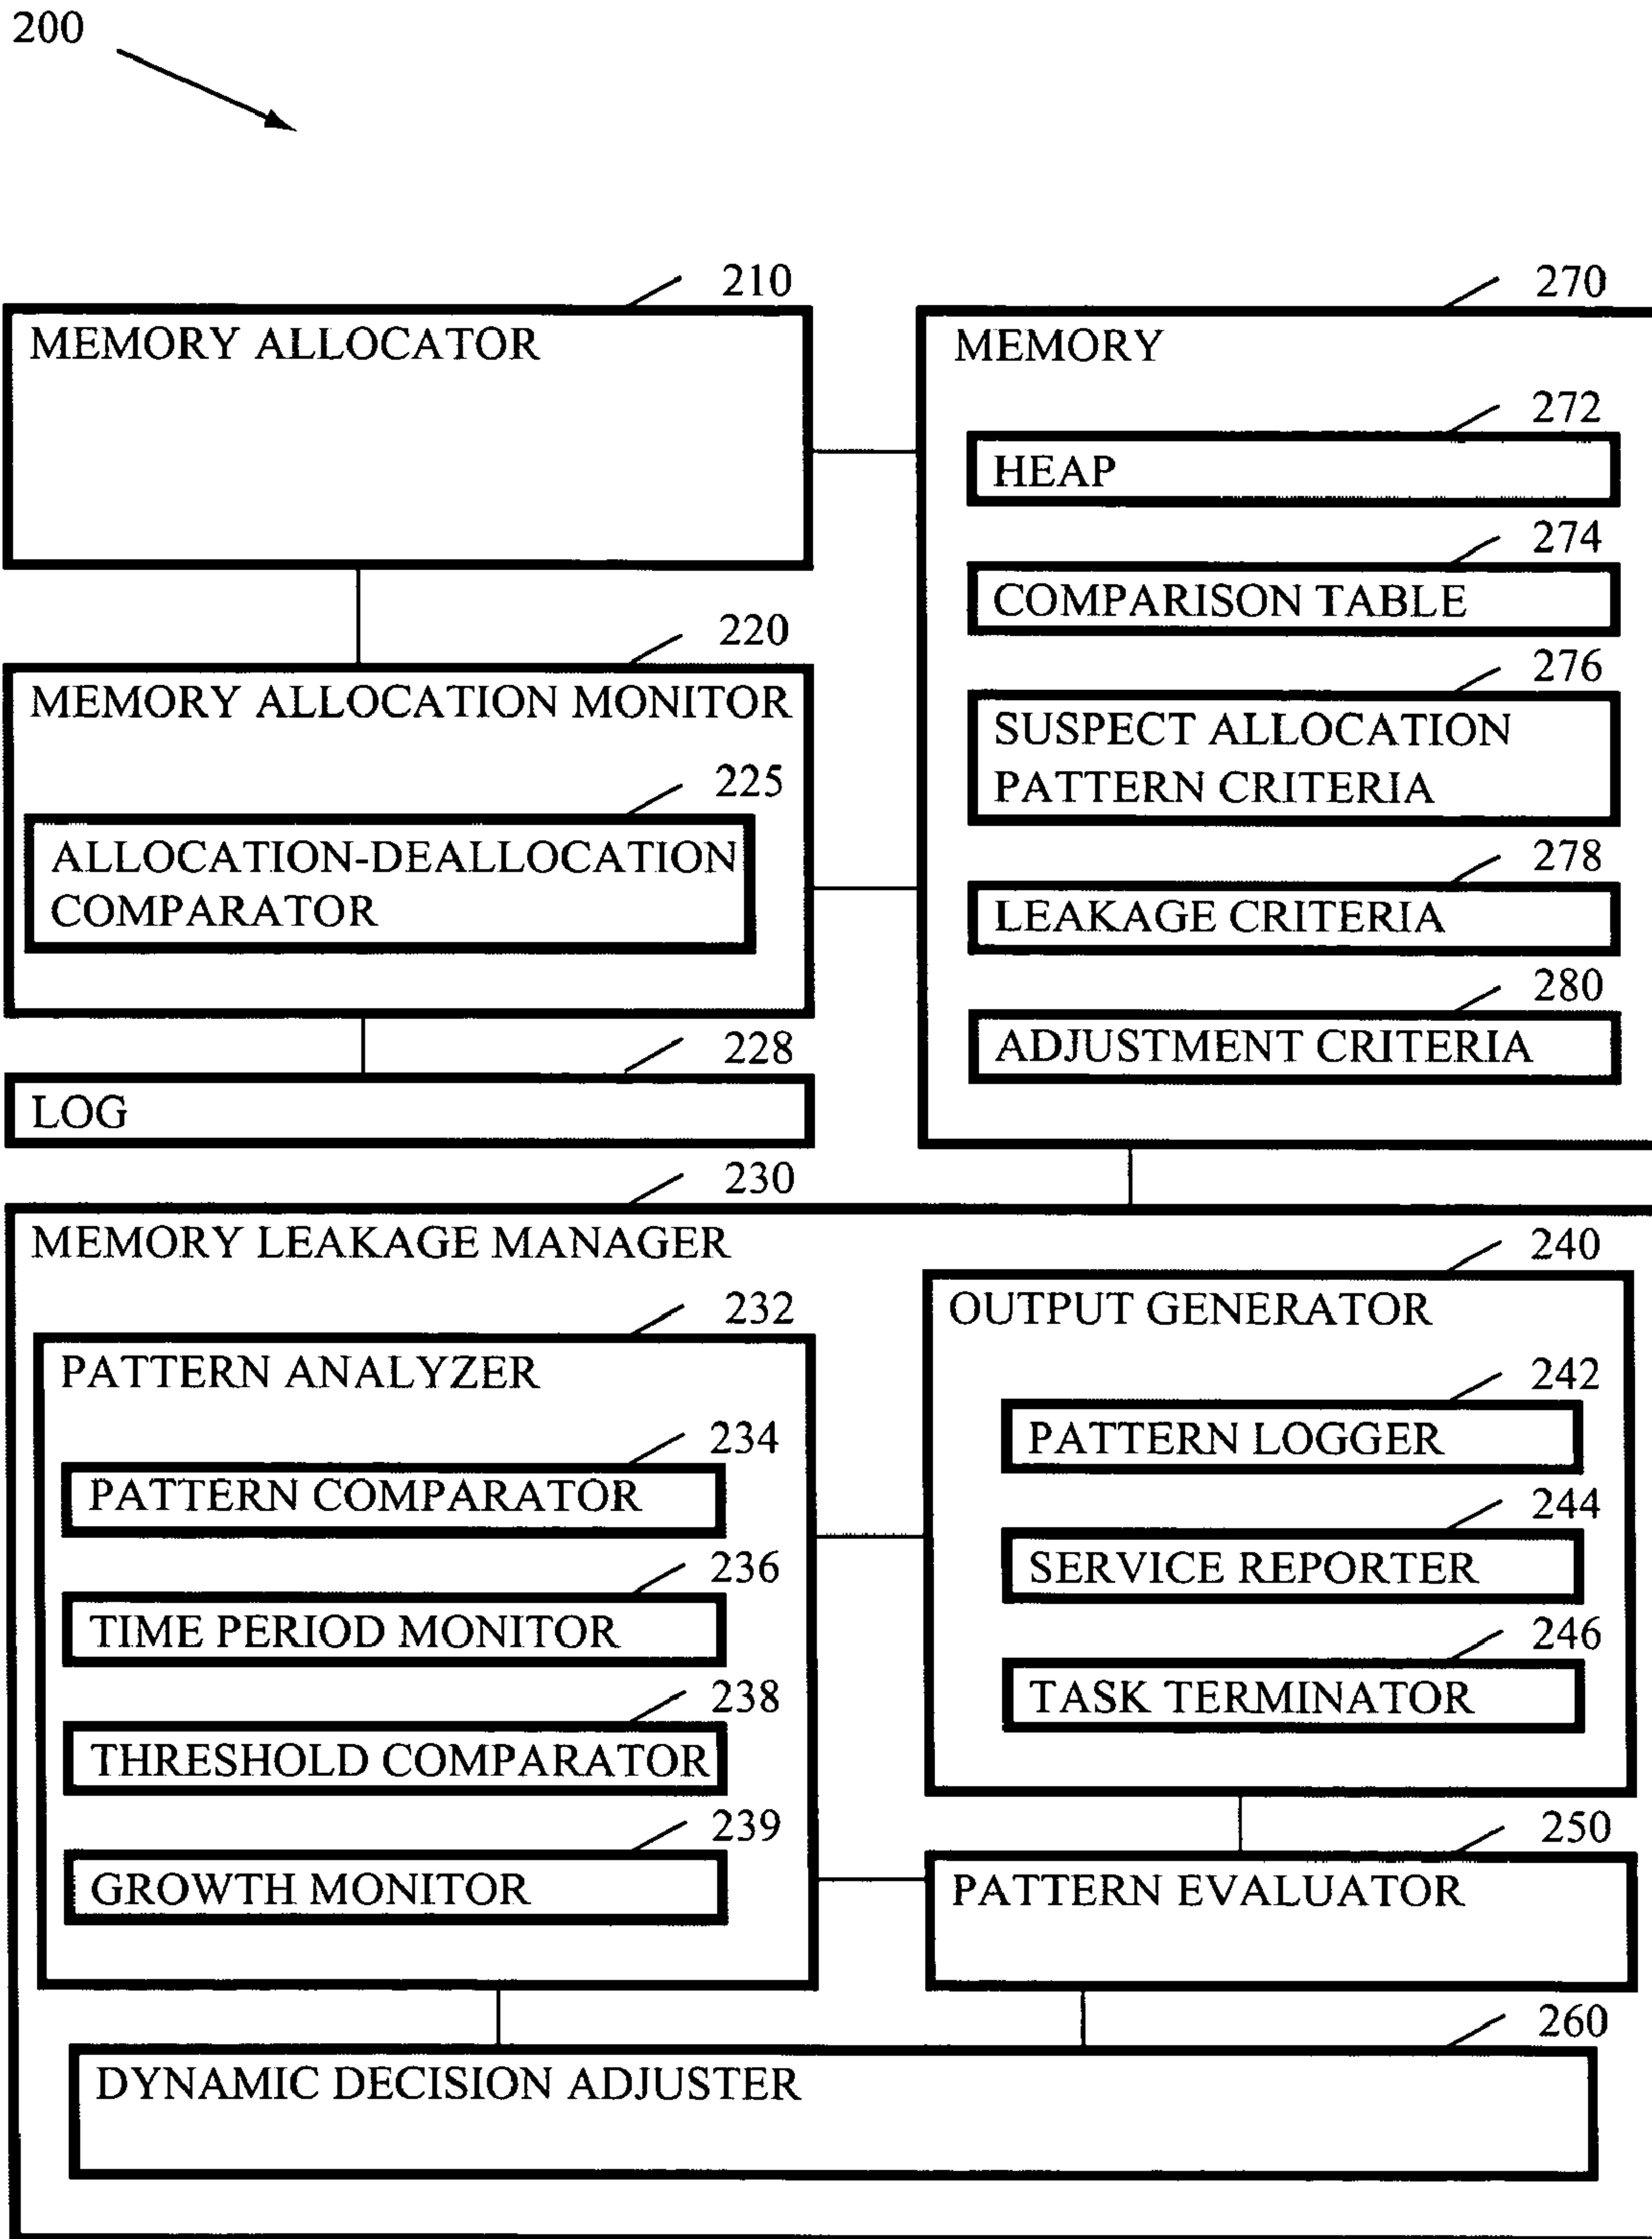 200
210
MEMORY ALLOCATOR
270
MEMORY
272
HEAP
274
COMPARISON TABLE
220
MEMORY ALLOCATION MONITOR
276
SUSPECT ALLOCATION
PATTERN CRITERIA
225
ALLOCATION-DEALLOCATION
COMPARATOR
278
LEAKAGE CRITERIA
280
ADJUSTMENT CRITERIA
228
LOG
230
MEMORY LEAKAGE MANAGER
232
PATTERN ANALYZER
234
PATTERN COMPARATOR
236
TIME PERIOD MONITOR
238
THRESHOLD COMPARATOR
239
GROWTH MONITOR
240
OUTPUT GENERATOR
242
PATTERN LOGGER
244
SERVICE REPORTER
246
TASK TERMINATOR
250
PATTERN EVALUATOR
260
DYNAMIC DECISION ADJUSTER